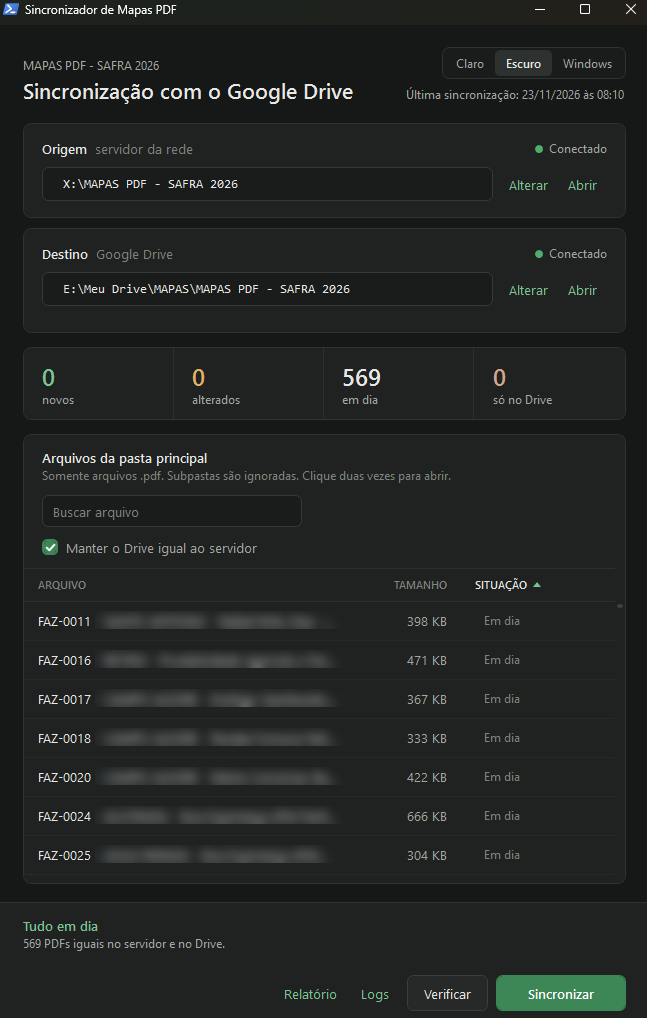 Sincronizador de Mapas PDF
MAPAS PDF - SAFRA 2026
Claro Escuro Windows
Sincronização com o Google Drive
Última sincronização: 23/11/2026 às 08:10
Origem servidor da rede
Conectado
X:\MAPAS PDF - SAFRA 2026
Alterar Abrir
Destino Google Drive
Conectado
E:\Meu Drive\MAPAS\MAPAS PDF - SAFRA 2026
Alterar Abrir
0 0 569 0
novos alterados em dia só no Drive
Arquivos da pasta principal
Somente arquivos .pdf. Subpastas são ignoradas. Clique duas vezes para abrir.
Buscar arquivo
Manter o Drive igual ao servidor
ARQUIVO TAMANHO SITUAÇÃO
FAZ-0011 398 KB Em dia
FAZ-0016 471 KB Em dia
FAZ-0017 367 KB Em dia
FAZ-0018 333 KB Em dia
FAZ-0020 422 KB Em dia
FAZ-0024 666 KB Em dia
FAZ-0025 304 KB Em dia
Tudo em dia
569 PDFs iguais no servidor e no Drive.
Relatório Logs Verificar Sincronizar